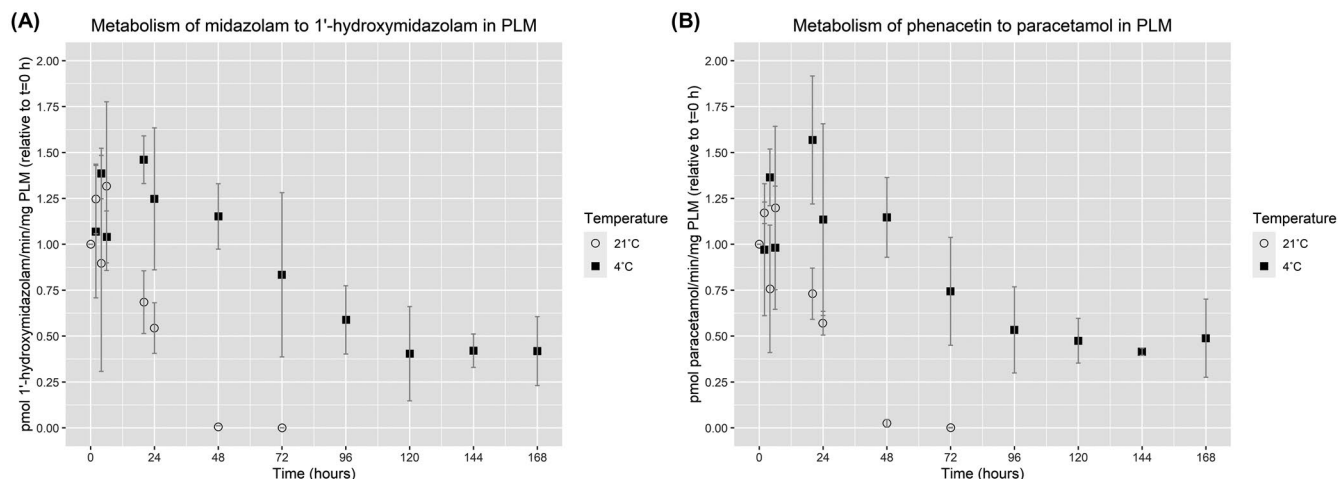 (A)
Metabolism of midazolam to 1'-hydroxymidazolam in PLM
pmol 1'-hydroxymidazolam/min/mg PLM (relative to t=0 h)
2.00
1.75
1.50
1.25
1.00
0.75
0.50
0.25
0.00
0 24 48 72 96 120 144 168
Time (hours)
Temperature
21˚C
4˚C
(B)
Metabolism of phenacetin to paracetamol in PLM
pmol paracetamol/min/mg PLM (relative to t=0 h)
2.00
1.75
1.50
1.25
1.00
0.75
0.50
0.25
0.00
0 24 48 72 96 120 144 168
Time (hours)
Temperature
21˚C
4˚C